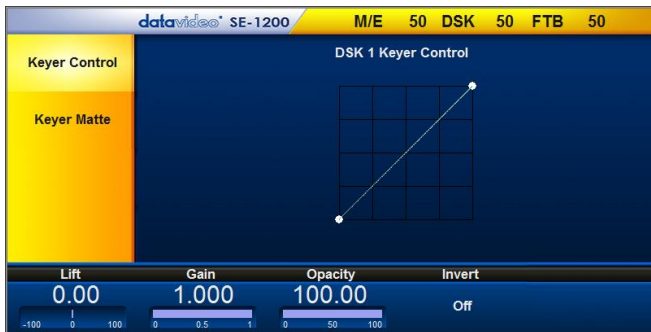 datavideo SE-1200 M/E 50 DSK 50 FTB 50
Keyer Control
Keyer Matte
DSK 1 Keyer Control
Lift Gain Opacity Invert
0.00 1.000 100.00 Off
-100 0 100 0 0.5 1 0 50 100